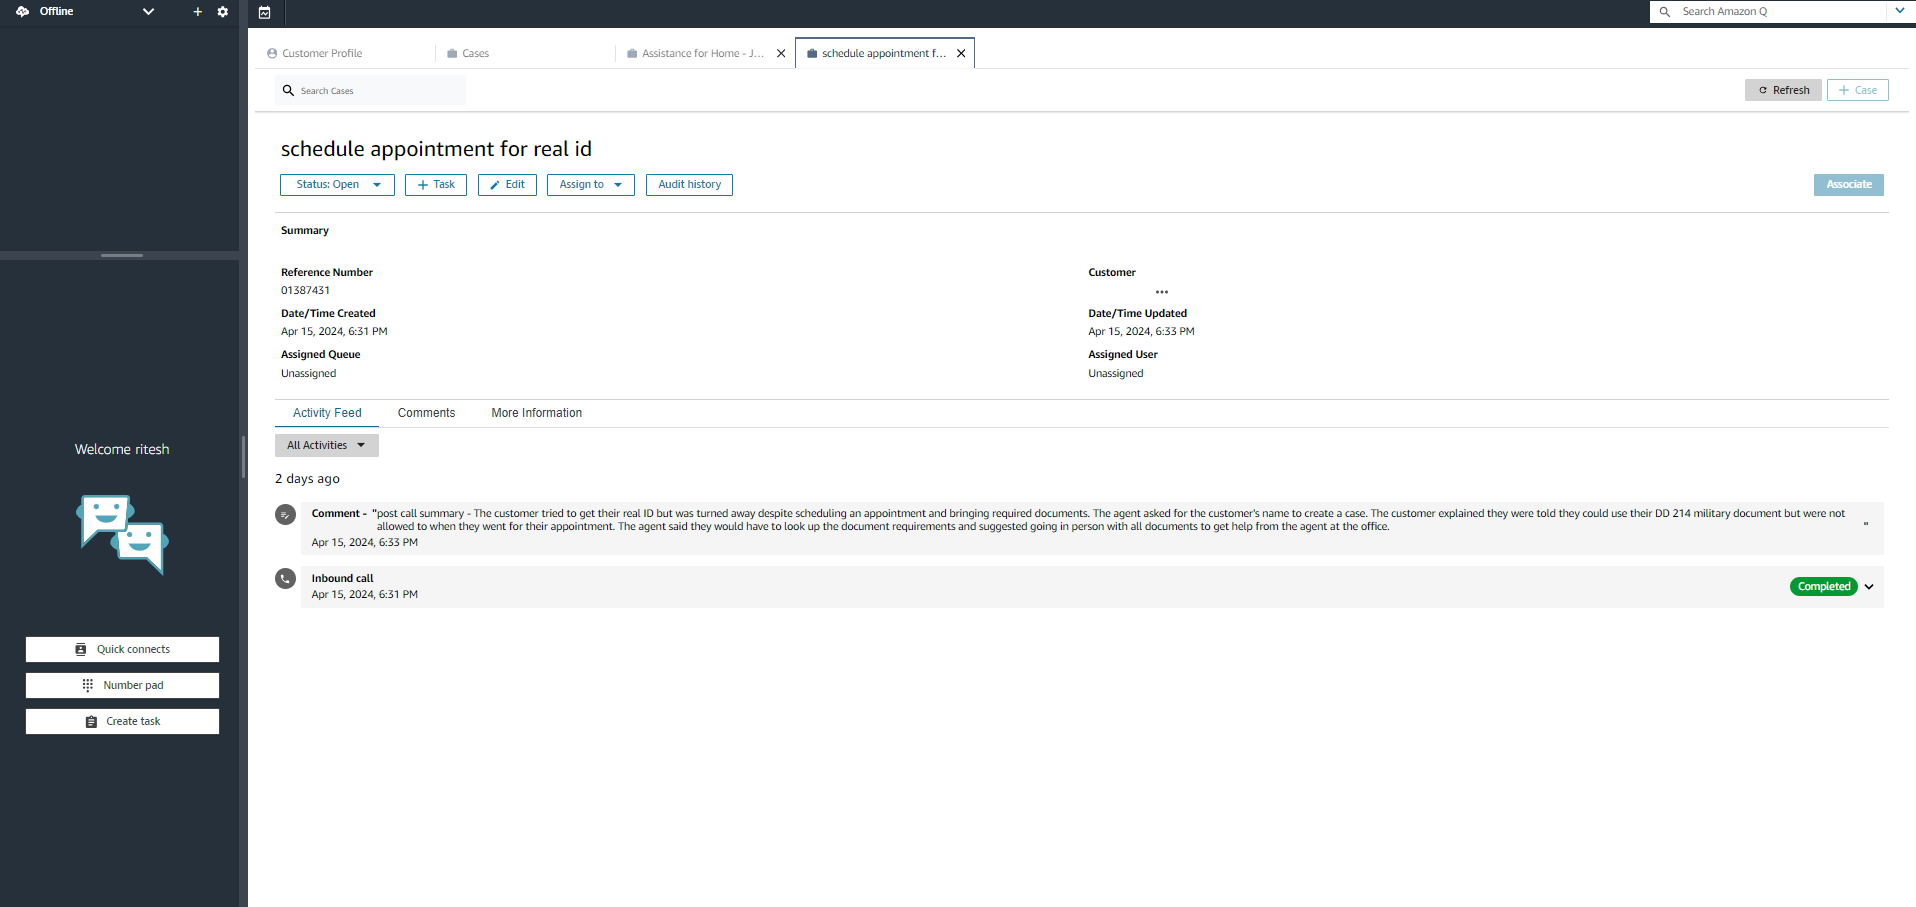 Offline
Search Amazon Q
Customer Profile
Cases
Assistance for Home - J...
schedule appointment f...
Search Cases
Refresh
+ Case
schedule appointment for real id
Status: Open
+ Task
Edit
Assign to
Audit history
Associate
Summary
Reference Number
01387431
Customer
...
Date/Time Created
Apr 15, 2024, 6:31 PM
Date/Time Updated
Apr 15, 2024, 6:33 PM
Assigned Queue
Unassigned
Assigned User
Unassigned
Activity Feed
Comments
More Information
All Activities
2 days ago
Comment - "post call summary - The customer tried to get their real ID but was turned away despite scheduling an appointment and bringing required documents. The agent asked for the customer's name to create a case. The customer explained they were told they could use their DD 214 military document but were not
allowed to when they went for their appointment. The agent said they would have to look up the document requirements and suggested going in person with all documents to get help from the agent at the office. "
Apr 15, 2024, 6:33 PM
Inbound call
Apr 15, 2024, 6:31 PM
Completed
Welcome ritesh
Quick connects
Number pad
Create task